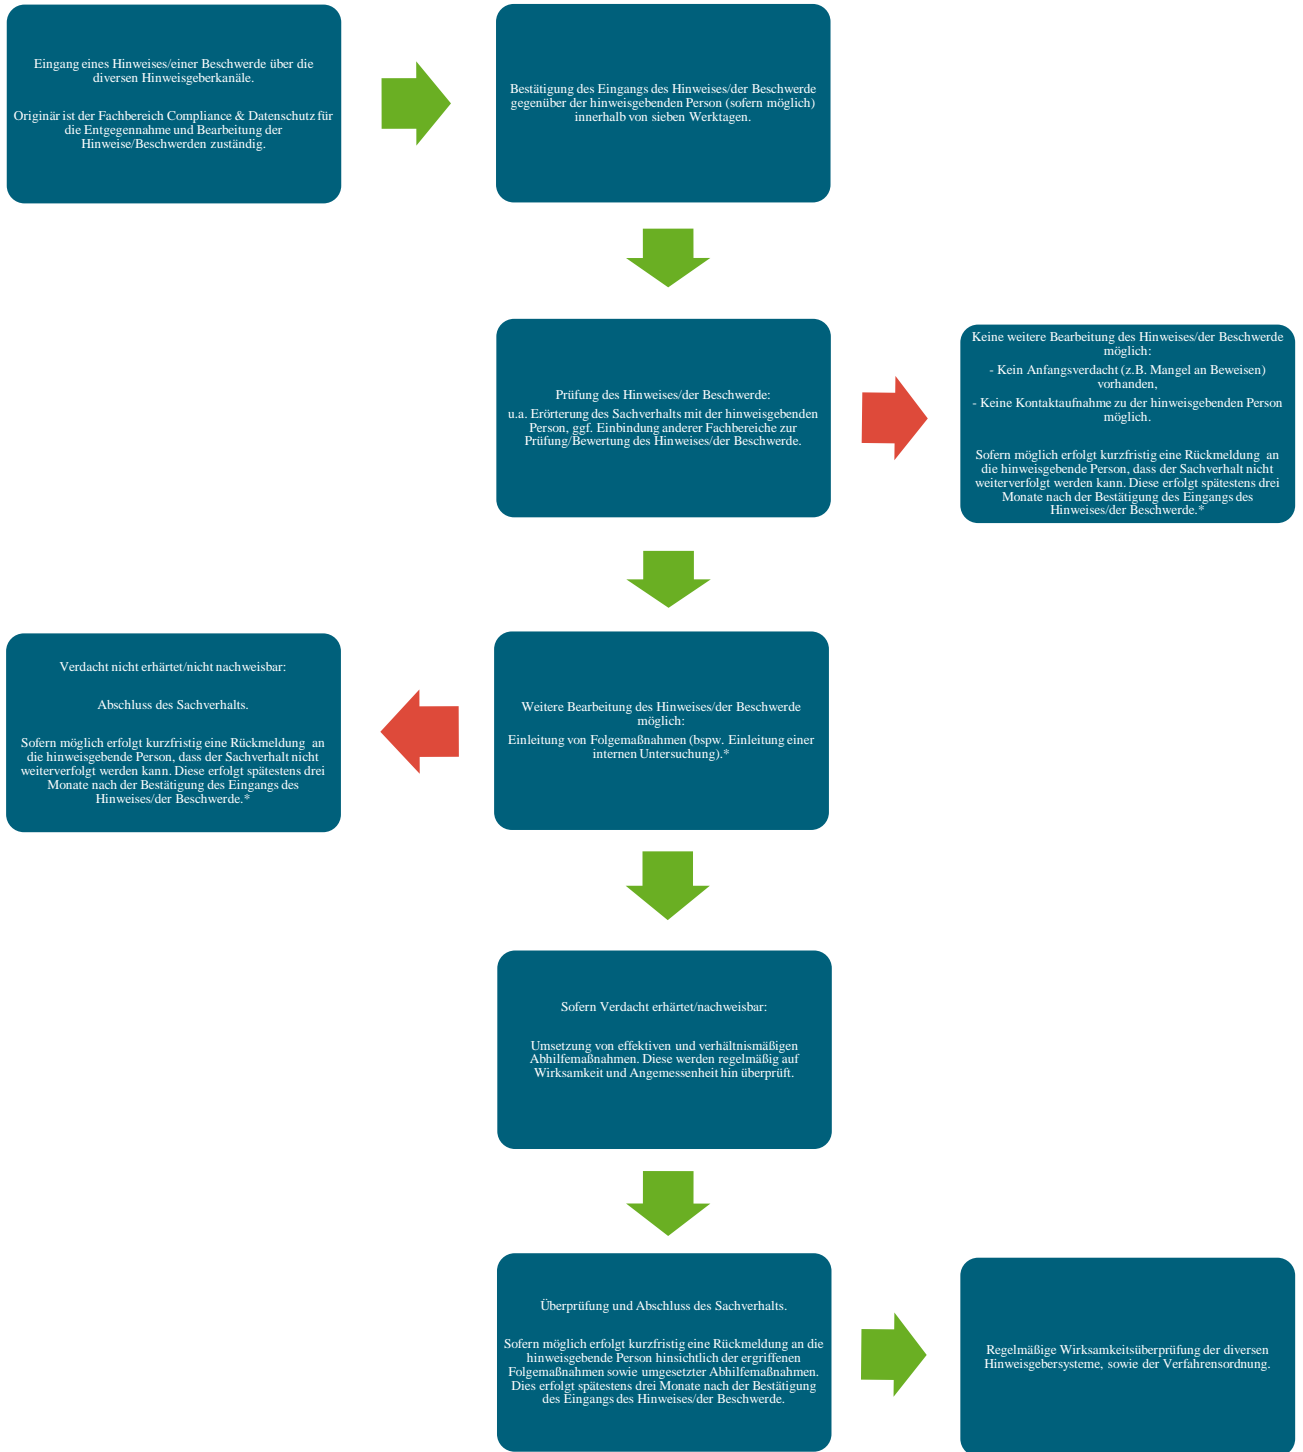 Eingang eines Hinweises/einer Beschwerde über die
diversen Hinweisgeberkanäle.
Originär ist der Fachbereich Compliance & Datenschutz für
die Entgegennahme und Bearbeitung der
Hinweise/Beschwerden zuständig.
Bestätigung des Eingangs des Hinweises/der Beschwerde
gegenüber der hinweisgebenden Person (sofern möglich)
innerhalb von sieben Werktagen.
Prüfung des Hinweises/der Beschwerde:
u.a. Erörterung des Sachverhalts mit der hinweisgebenden
Person, ggf. Einbindung anderer Fachbereiche zur
Prüfung/Bewertung des Hinweises/der Beschwerde.
Keine weitere Bearbeitung des Hinweises/der Beschwerde
möglich:
- Kein Anfangsverdacht (z.B. Mangel an Beweisen)
vorhanden,
- Keine Kontaktaufnahme zu der hinweisgebenden Person
möglich.
Sofern möglich erfolgt kurzfristig eine Rückmeldung an
die hinweisgebende Person, dass der Sachverhalt nicht
weiterverfolgt werden kann. Diese erfolgt spätestens drei
Monate nach der Bestätigung des Eingangs des
Hinweises/der Beschwerde.*
Verdacht nicht erhärtet/nicht nachweisbar:
Abschluss des Sachverhalts.
Sofern möglich erfolgt kurzfristig eine Rückmeldung an
die hinweisgebende Person, dass der Sachverhalt nicht
weiterverfolgt werden kann. Diese erfolgt spätestens drei
Monate nach der Bestätigung des Eingangs des
Hinweises/der Beschwerde.*
Weitere Bearbeitung des Hinweises/der Beschwerde
möglich:
Einleitung von Folgemaßnahmen (bspw. Einleitung einer
internen Untersuchung).*
Sofern Verdacht erhärtet/nachweisbar:
Umsetzung von effektiven und verhältnismäßigen
Abhilfemaßnahmen. Diese werden regelmäßig auf
Wirksamkeit und Angemessenheit hin überprüft.
Überprüfung und Abschluss des Sachverhalts.
Sofern möglich erfolgt kurzfristig eine Rückmeldung an die
hinweisgebende Person hinsichtlich der ergriffenen
Folgemaßnahmen sowie umgesetzter Abhilfemaßnahmen.
Dies erfolgt spätestens drei Monate nach der Bestätigung
des Eingangs des Hinweises/der Beschwerde.
Regelmäßige Wirksamkeitsüberprüfung der diversen
Hinweisgebersysteme, sowie der Verfahrensordnung.